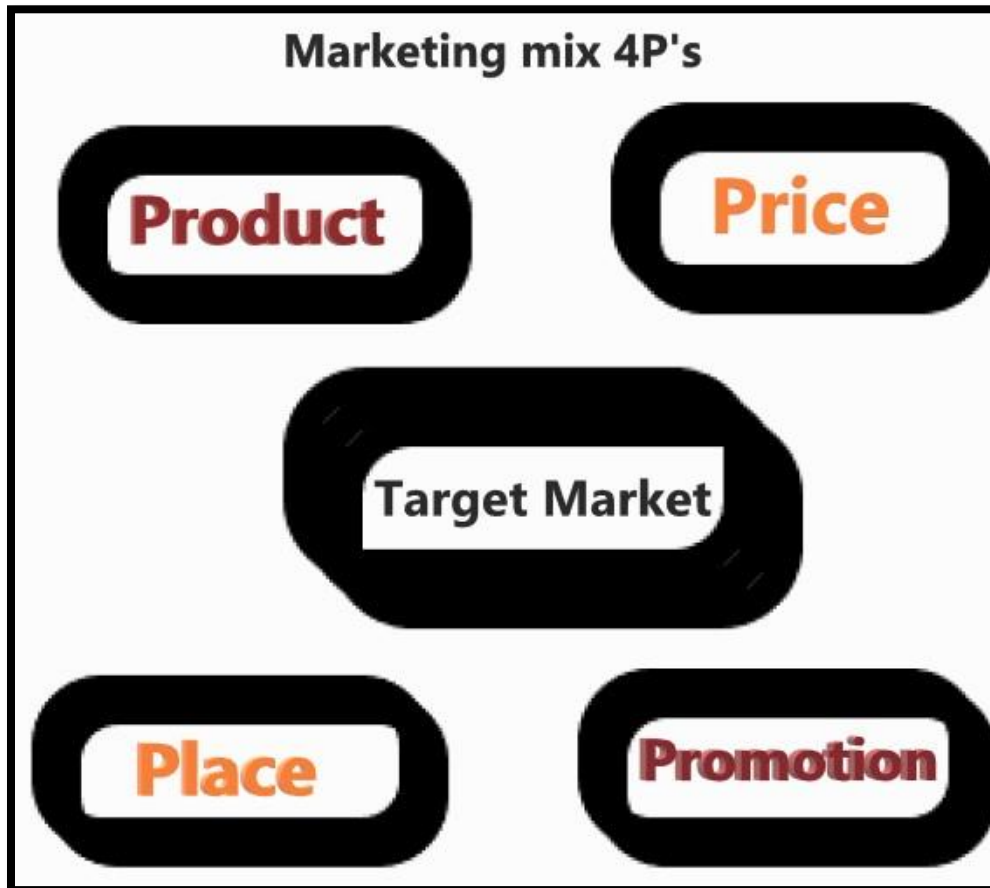 Marketing mix 4P's
Product
Price
Target Market
Place
Promotion